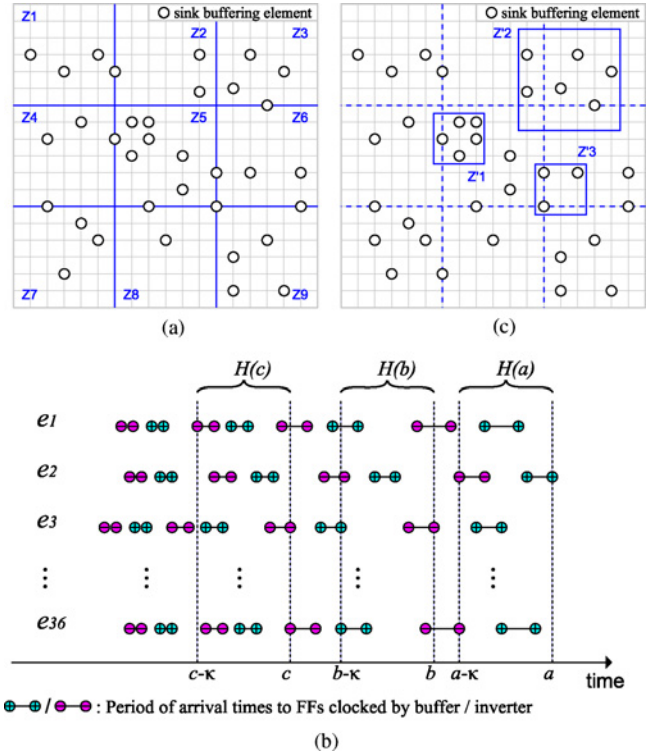 Z1
Z2
Z3
sink buffering element
Z4
Z5
Z6
Z7
Z8
Z9
(a)
sink buffering element
Z'2
Z'1
Z'3
(c)
H(c)
H(b)
H(a)
e1
e2
e3
e36
c-κ
c
b-κ
b
a-κ
a
time
/ : Period of arrival times to FFs clocked by buffer / inverter
(b)